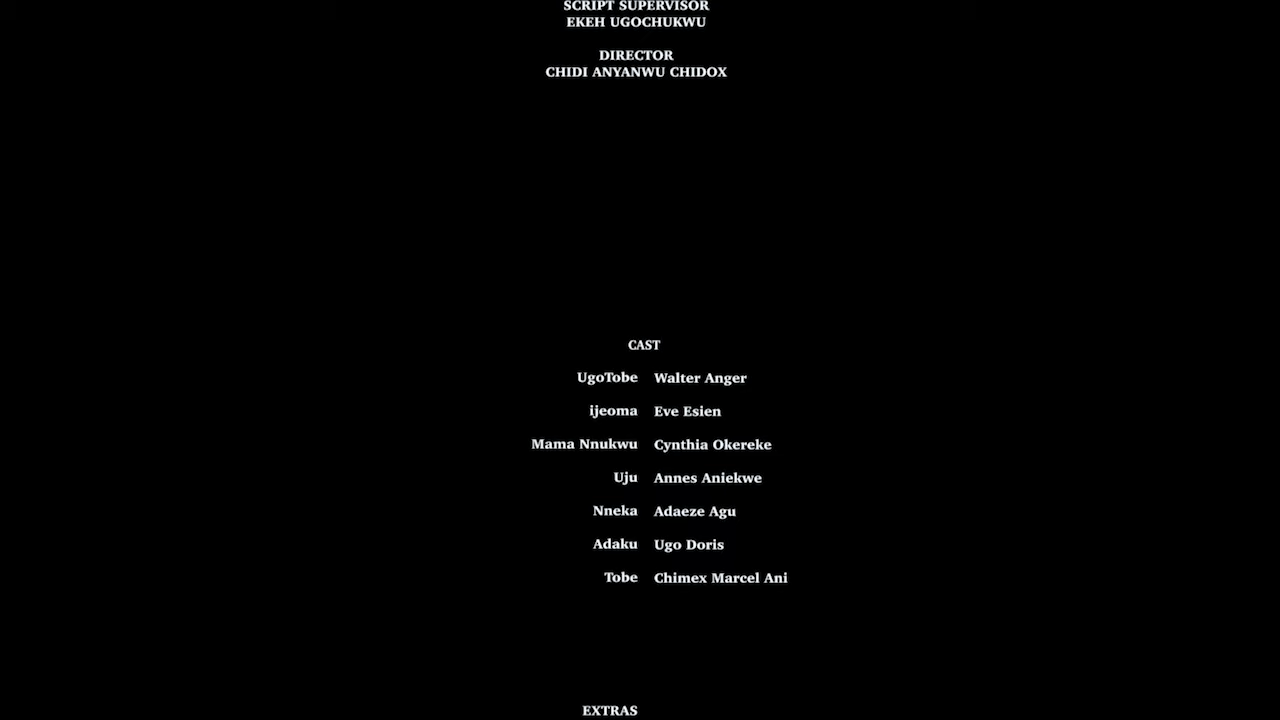 SCRIPT SUPERVISOR
EKEH UGOCHUKWU
DIRECTOR
CHIDI ANYANWU CHIDOX
CAST
UgoTobe Walter Anger
ijeoma Eve Esien
Mama Nnukwu Cynthia Okereke
Uju Annes Aniekwe
Nneka Adaeze Agu
Adaku Ugo Doris
Tobe Chimex Marcel Ani
EXTRAS